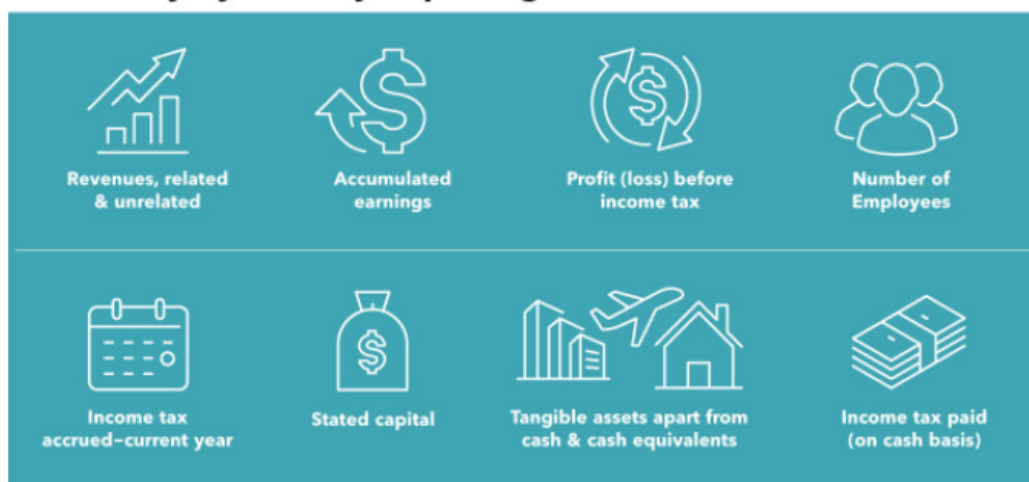 Revenues, related
& unrelated
Accumulated
earnings
Profit (loss) before
income tax
Number of
Employees
Income tax
accrued–current year
Stated capital
Tangible assets apart from
cash & cash equivalents
Income tax paid
(on cash basis)